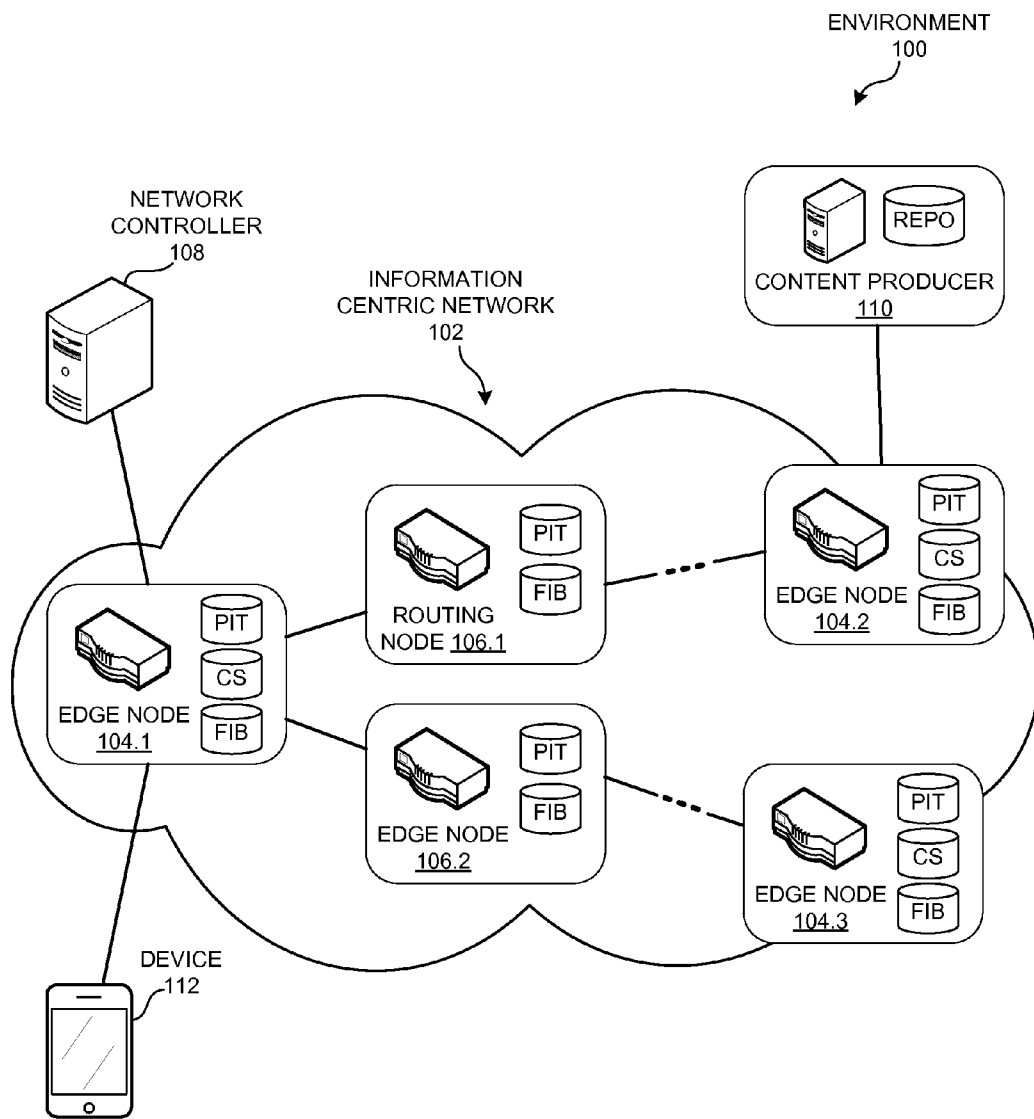 ENVIRONMENT
100
NETWORK
CONTROLLER
108
INFORMATION
CENTRIC NETWORK
102
REPO
CONTENT PRODUCER
110
PIT
FIB
ROUTING
NODE 106.1
PIT
CS
FIB
EDGE NODE
104.2
PIT
CS
FIB
EDGE NODE
104.1
PIT
FIB
EDGE NODE
106.2
PIT
CS
FIB
EDGE NODE
104.3
DEVICE
112